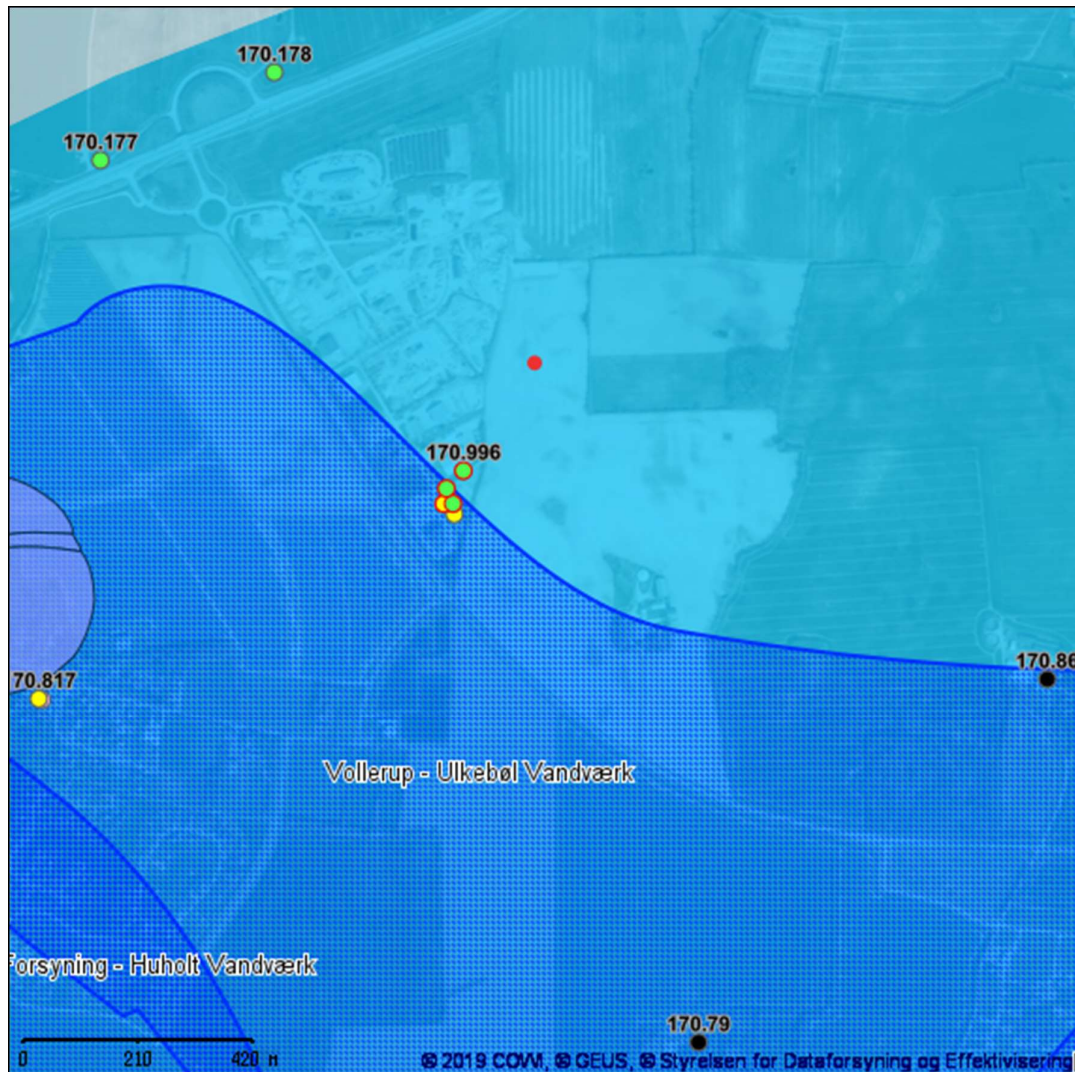 170.178
170.177
170.996
170.86
70.817
Vollerup - Ulkebøl Vandværk
Forsyning - Huholt Vandværk
170.79
0 210 420 M
© 2019 COWI, © GEUS, © Styrelsen for Dataforsyning og Effektivisering